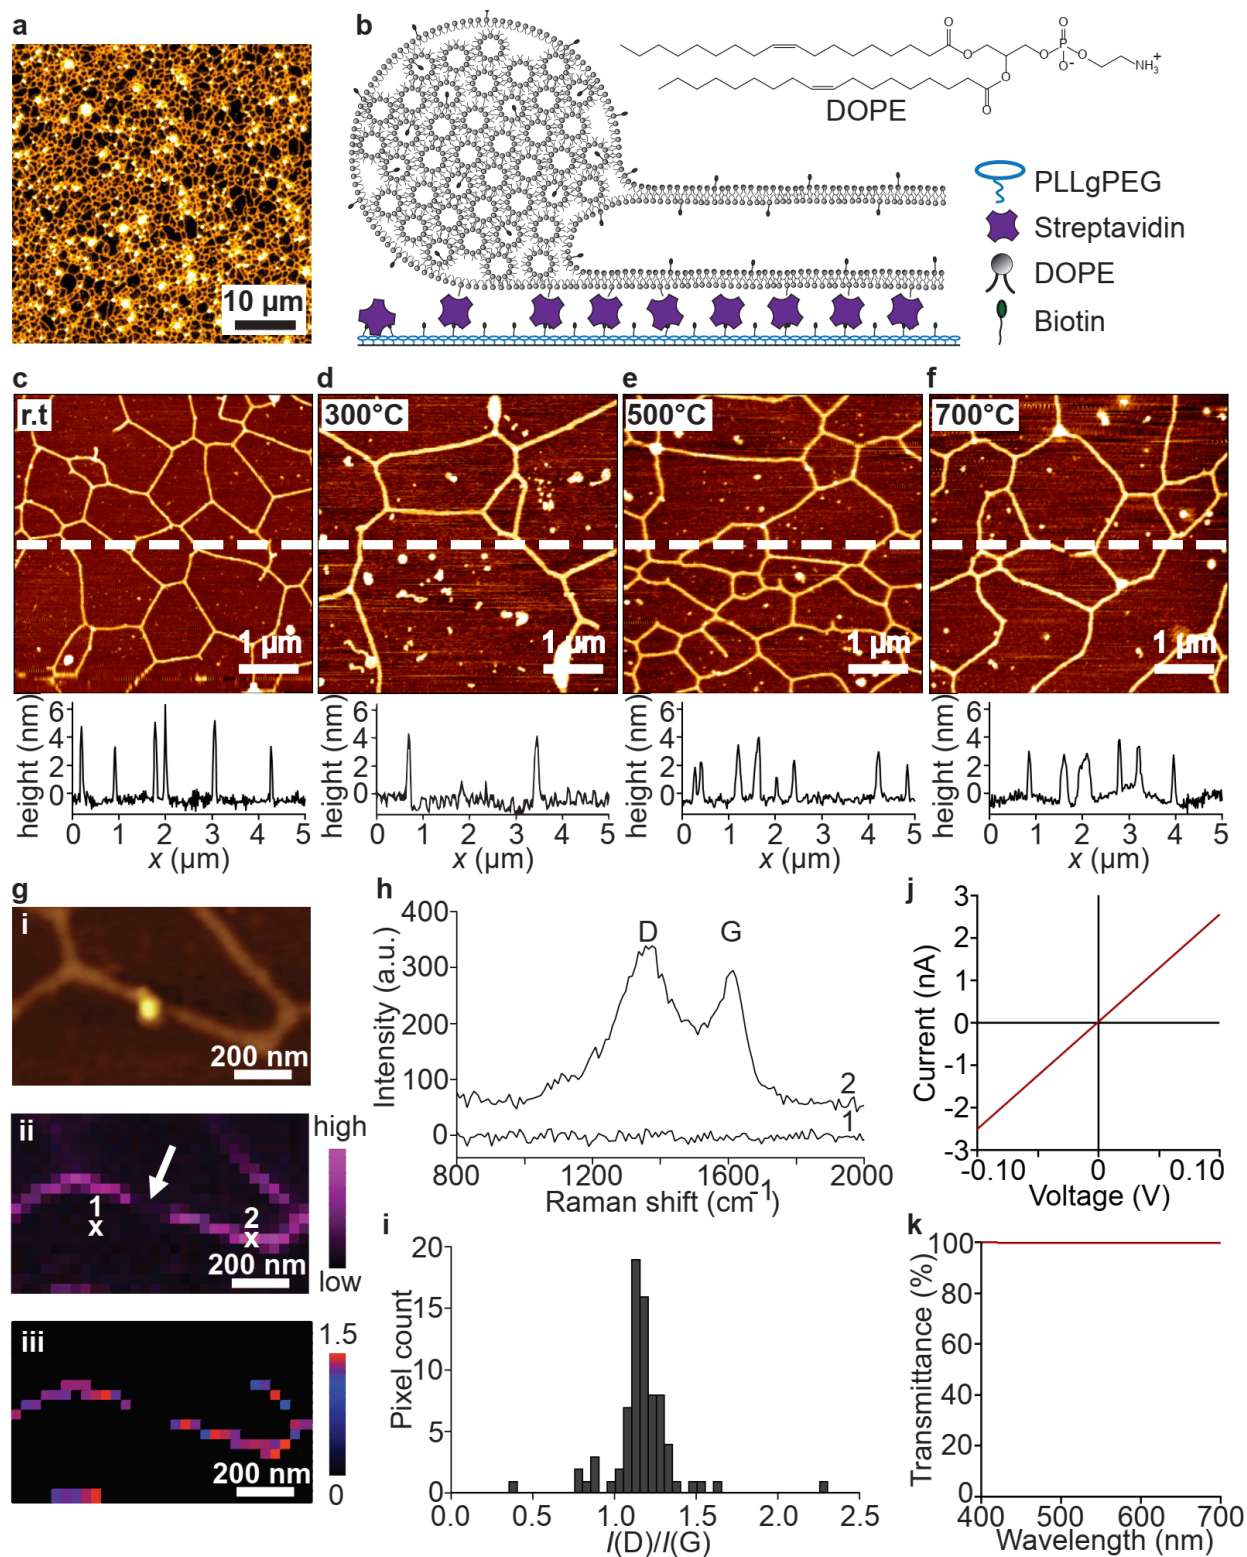 a
10 µm
b
O
O
O
O
P
O
O
O⁻
NH₃⁺
O
O
DOPE
PLLgPEG
Streptavidin
DOPE
Biotin
c
d
e
f
r.t
300°C
500°C
700°C
1 µm
1 µm
1 µm
1 µm
height (nm)
6
4
2
0
0 1 2 3 4 5
x (µm)
height (nm)
6
4
2
0
0 1 2 3 4 5
x (µm)
height (nm)
6
4
2
0
0 1 2 3 4 5
x (µm)
height (nm)
6
4
2
0
0 1 2 3 4 5
x (µm)
g
i
200 nm
ii
1
x
2
x
200 nm
high
low
iii
200 nm
1.5
0
h
Intensity (a.u.)
400
300
200
100
0
D
G
2
1
800 1200 1600 2000
Raman shift (cm⁻¹)
i
Pixel count
20
15
10
5
0
0.0 0.5 1.0 1.5 2.0 2.5
I(D)/I(G)
j
Current (nA)
3
2
1
0
-1
-2
-3
-0.10 0 0.10
Voltage (V)
k
Transmittance (%)
100
80
60
40
20
0
400 500 600 700
Wavelength (nm)